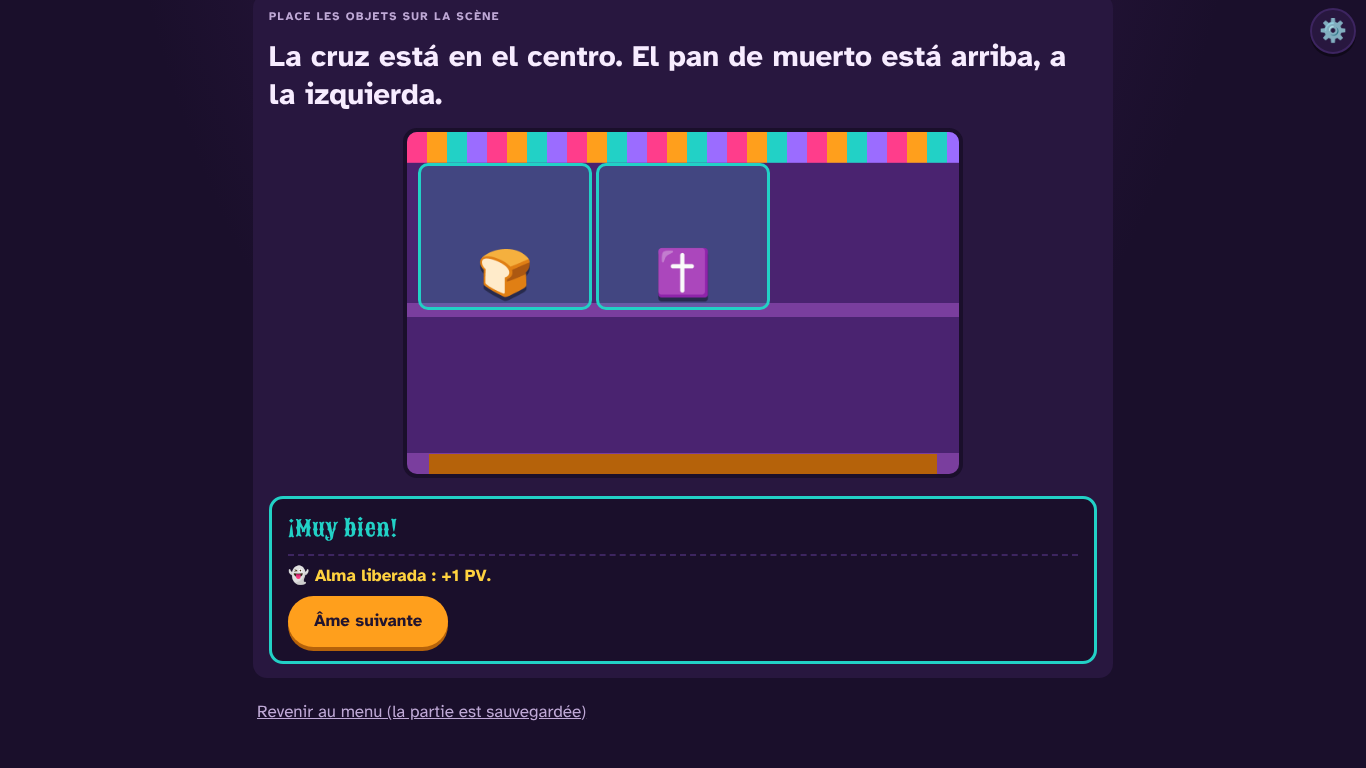 PLACE LES OBJETS SUR LA SCÈNE
La cruz está en el centro. El pan de muerto está arriba, a
la izquierda.
¡Muy bien!
👻 Alma liberada : +1 PV.
Âme suivante
Revenir au menu (la partie est sauvegardée)